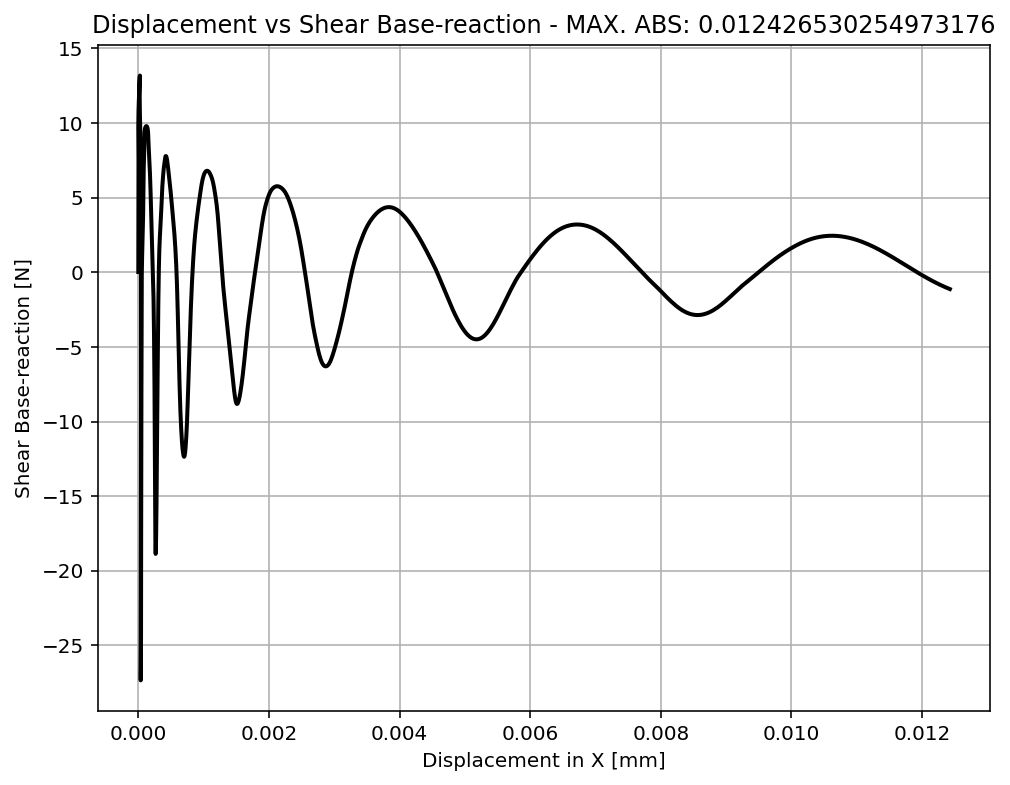 Displacement vs Shear Base-reaction - MAX. ABS: 0.012426530254973176
15
10
5
0
−5
−10
−15
−20
−25
Shear Base-reaction [N]
0.000 0.002 0.004 0.006 0.008 0.010 0.012
Displacement in X [mm]